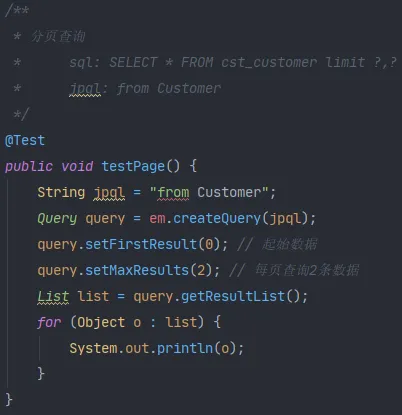 /**
 * 分页查询
 *      sql: SELECT * FROM cst_customer limit ?,?
 *      jpql: from Customer
 */
@Test
public void testPage() {
    String jpql = "from Customer";
    Query query = em.createQuery(jpql);
    query.setFirstResult(0); // 起始数据
    query.setMaxResults(2); // 每页查询2条数据
    List list = query.getResultList();
    for (Object o : list) {
        System.out.println(o);
    }
}